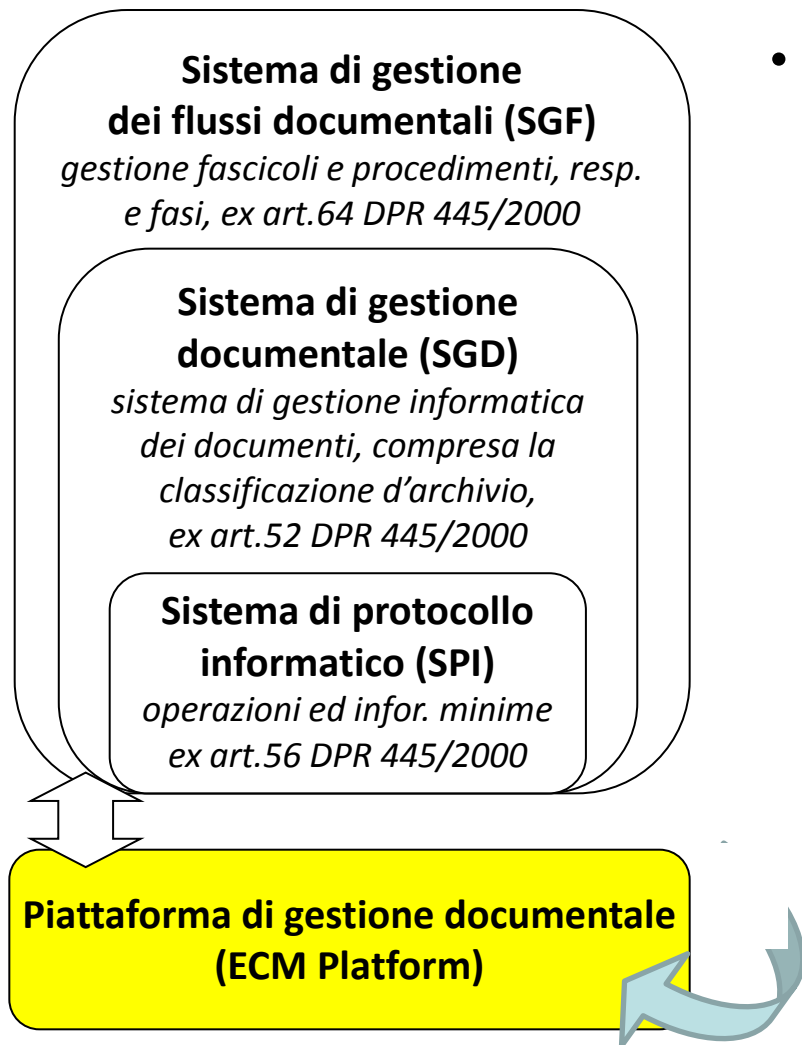 Sistema di gestione
dei flussi documentali (SGF)
gestione fascicoli e procedimenti, resp.
e fasi, ex art.64 DPR 445/2000
Sistema di gestione
documentale (SGD)
sistema di gestione informatica
dei documenti, compresa la
classificazione d’archivio,
ex art.52 DPR 445/2000
Sistema di protocollo
informatico (SPI)
operazioni ed infor. minime
ex art.56 DPR 445/2000
Piattaforma di gestione documentale
(ECM Platform)
•